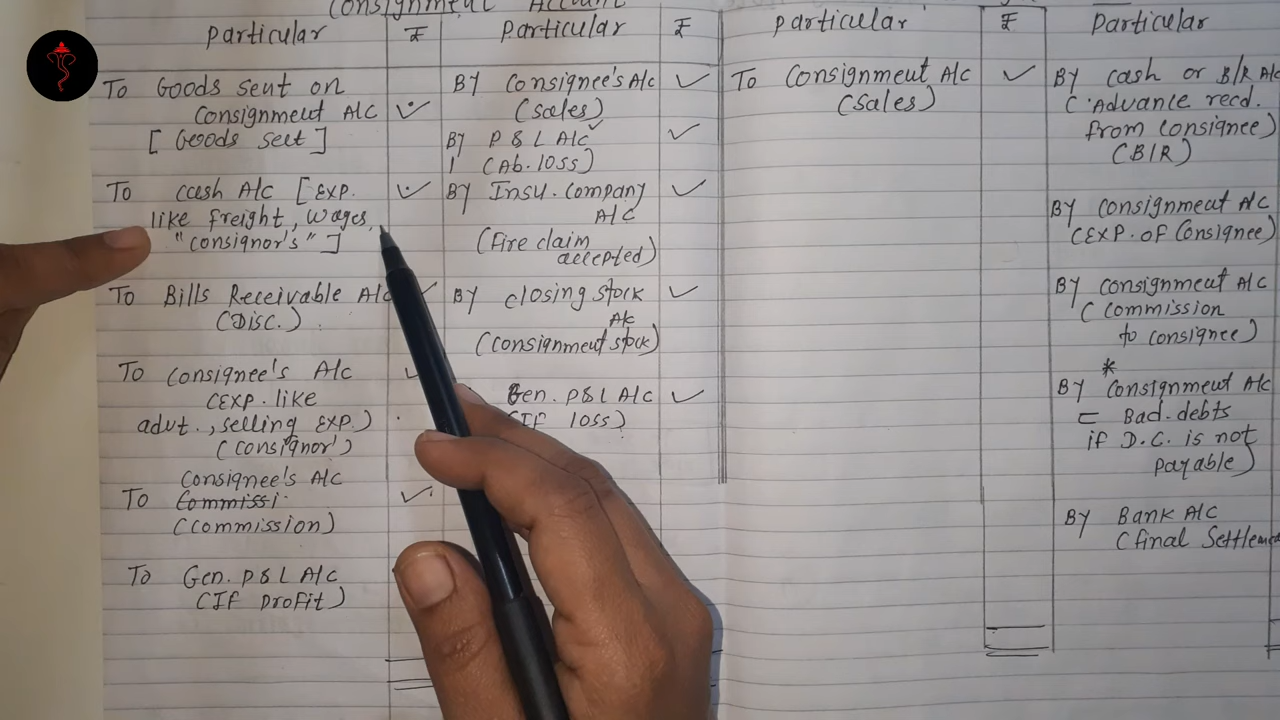 Consignment Account
Particular ₹ Particular ₹
To Goods sent on
Consignment A/c
[Goods sent]
To cash A/c [Exp.
like freight, wages,
"consignor's"]
To Bills Receivable A/c
(Disc.)
To Consignee's A/c
(Exp. like
advt., selling Exp.)
(Consignor)
Consignee's A/c
To Commissi
(Commission)
To Gen. P&L A/c
(If Profit)
By Consignee's A/c
(sales)
By P&L A/c
(Ab. loss)
By Insu. Company
A/c
(Fire claim
accepted)
By closing stock
A/c
(consignment stock)
Gen. P&L A/c
(If loss)
Particular ₹ Particular
To Consignment A/c
(Sales)
By cash or B/R A/c
(Advance recd.
from consignee)
(B/R)
By consignment A/c
(Exp. of Consignee)
By consignment A/c
(Commission
to consignee)
*
By Consignment A/c
Bad-debts
if D.C. is not
payable)
By Bank A/c
(final